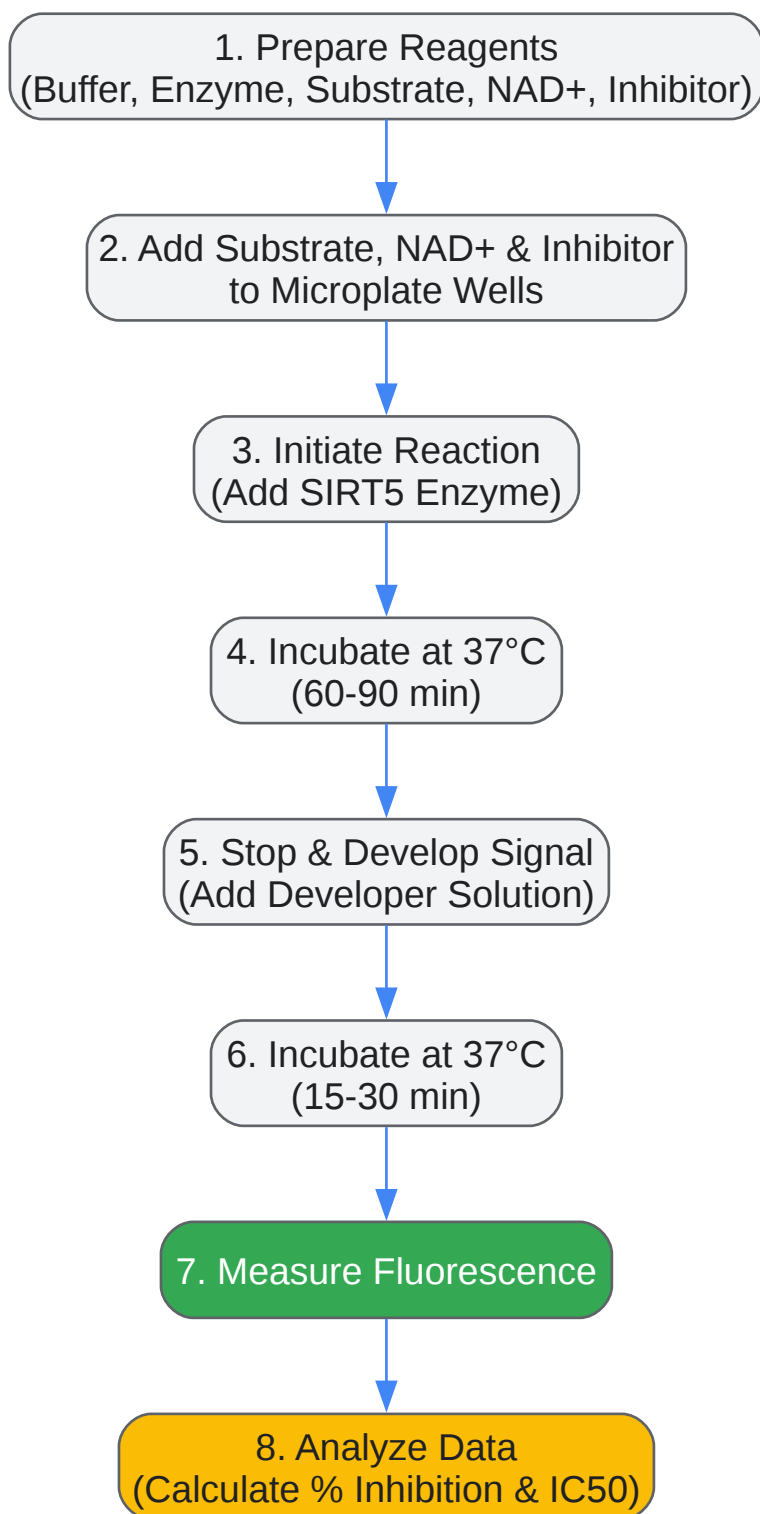 1. Prepare Reagents
(Buffer, Enzyme, Substrate, NAD+, Inhibitor)
2. Add Substrate, NAD+ & Inhibitor
to Microplate Wells
3. Initiate Reaction
(Add SIRT5 Enzyme)
4. Incubate at 37°C
(60-90 min)
5. Stop & Develop Signal
(Add Developer Solution)
6. Incubate at 37°C
(15-30 min)
7. Measure Fluorescence
8. Analyze Data
(Calculate % Inhibition & IC50)